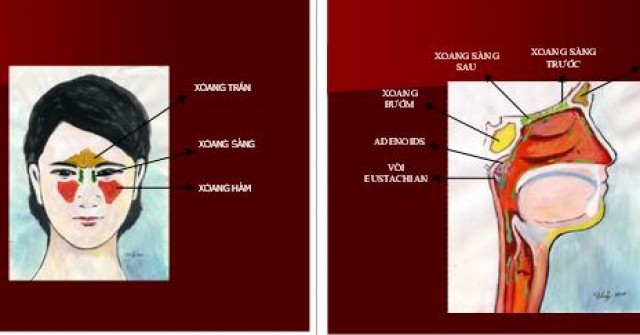 XOANG TRÁN
XOANG SÀNG
XOANG HÀM
XOANG SÀNG
SAU
XOANG SÀNG
TRƯỚC
XOANG
BƯỚM
ADENOIDS
VÒI
EUSTACHIAN